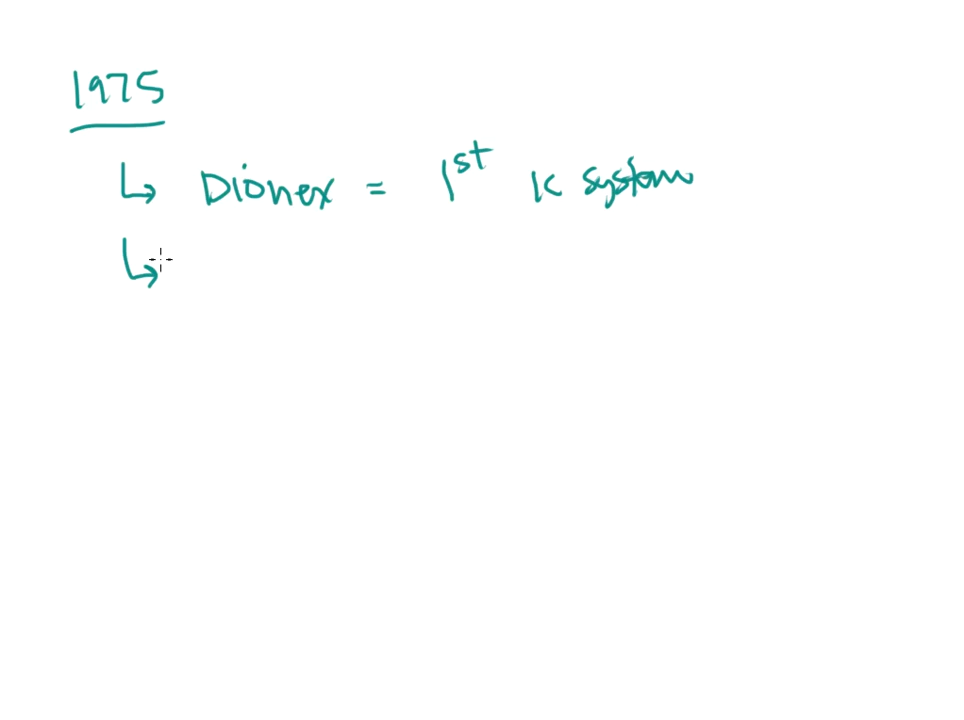 1975
↳ Dionex = 1st IC system
↳